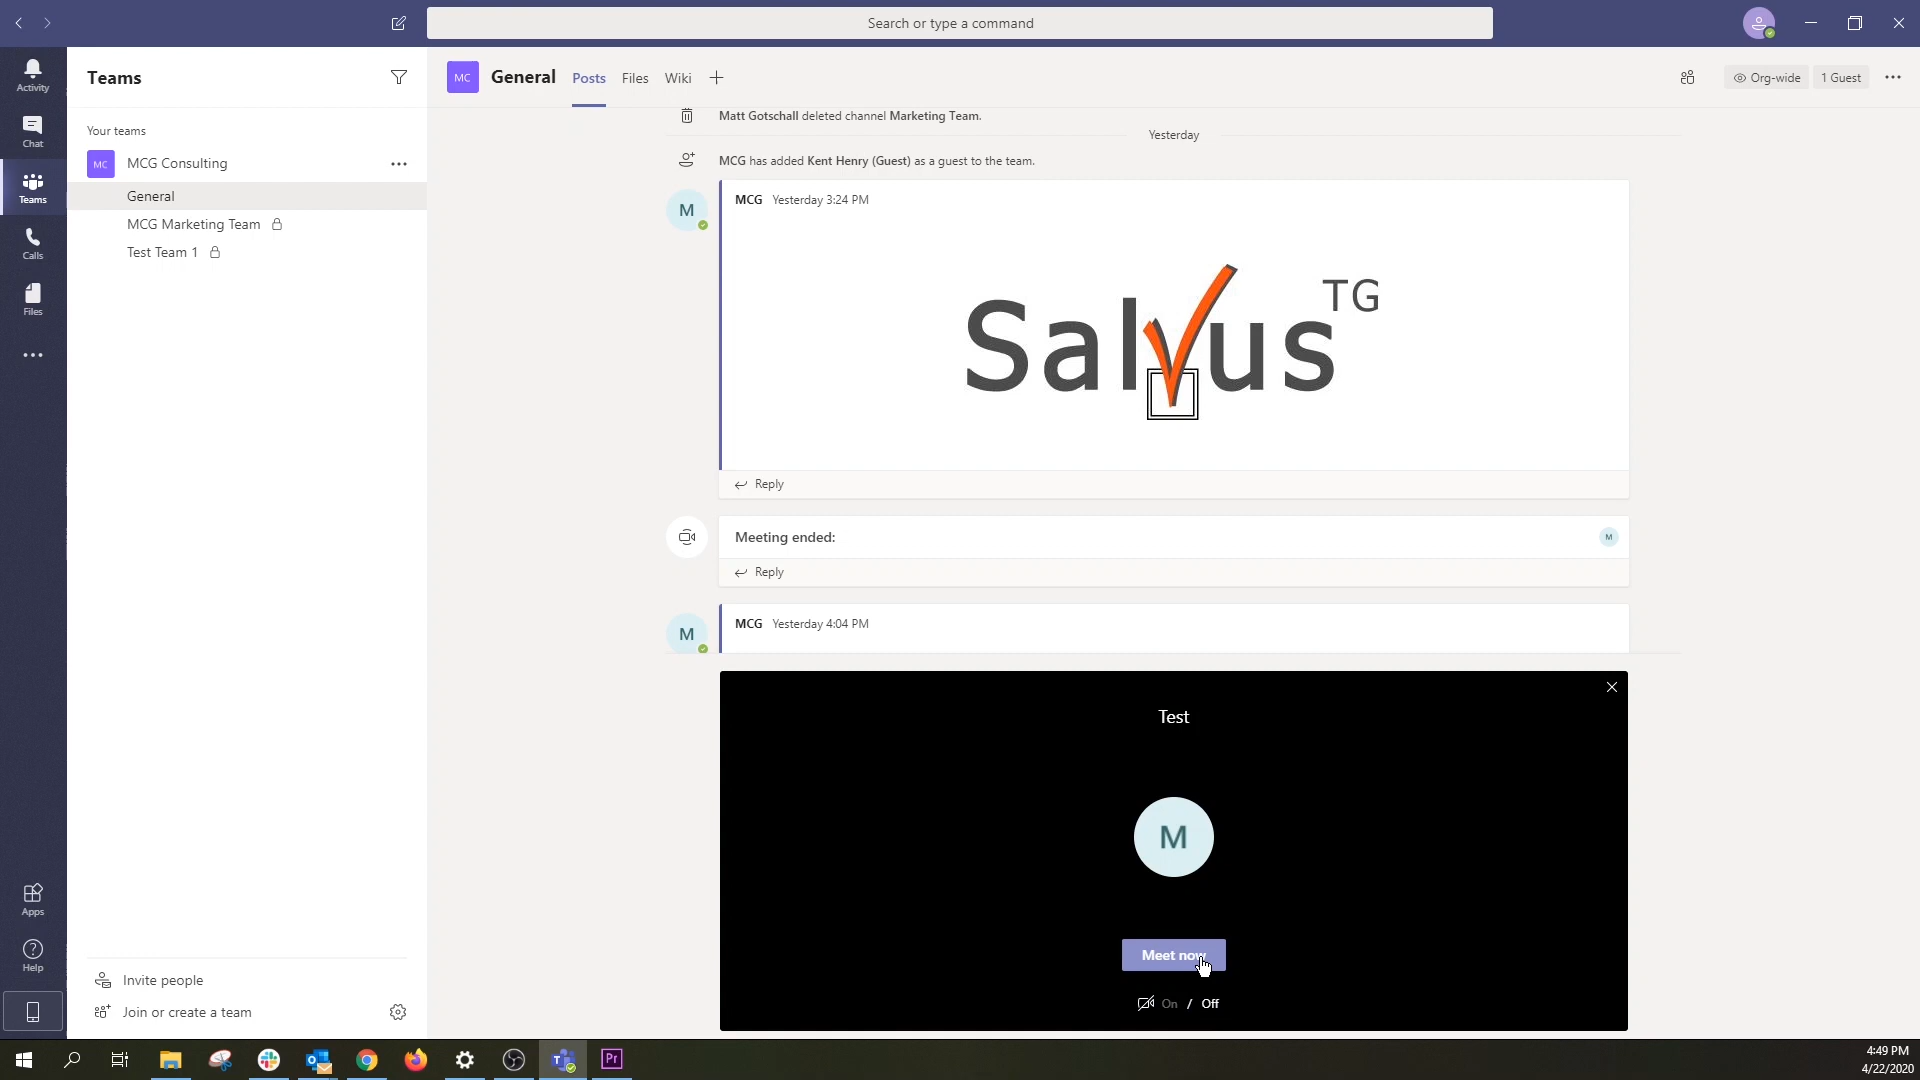 Search or type a command
Activity
Chat
Teams
Calls
Files
Apps
Help
Teams
Your teams
MC
MCG Consulting
General
MCG Marketing Team
Test Team 1
Invite people
Join or create a team
MC
General
Posts
Files
Wiki
Org-wide
1 Guest
Matt Gotschall deleted channel Marketing Team.
Yesterday
MCG has added Kent Henry (Guest) as a guest to the team.
M
MCG Yesterday 3:24 PM
Salvus TG
Reply
Meeting ended:
M
Reply
M
MCG Yesterday 4:04 PM
Test
M
Meet now
On / Off
Pr
4:49 PM
4/22/2020